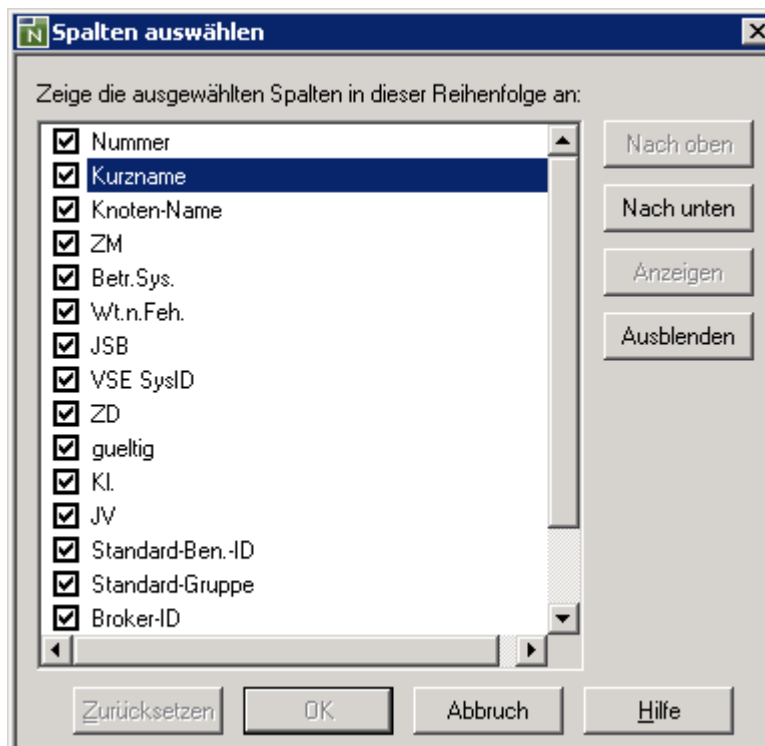 Spalten auswählen
Zeige die ausgewählten Spalten in dieser Reihenfolge an:
Nummer
Kurzname
Knoten-Name
ZM
Betr.Sys.
Wt.n.Feh.
JSB
VSE SysID
ZD
gueltig
Kl.
JV
Standard-Ben.-ID
Standard-Gruppe
Broker-ID
Nach oben
Nach unten
Anzeigen
Ausblenden
Zurücksetzen
OK
Abbruch
Hilfe